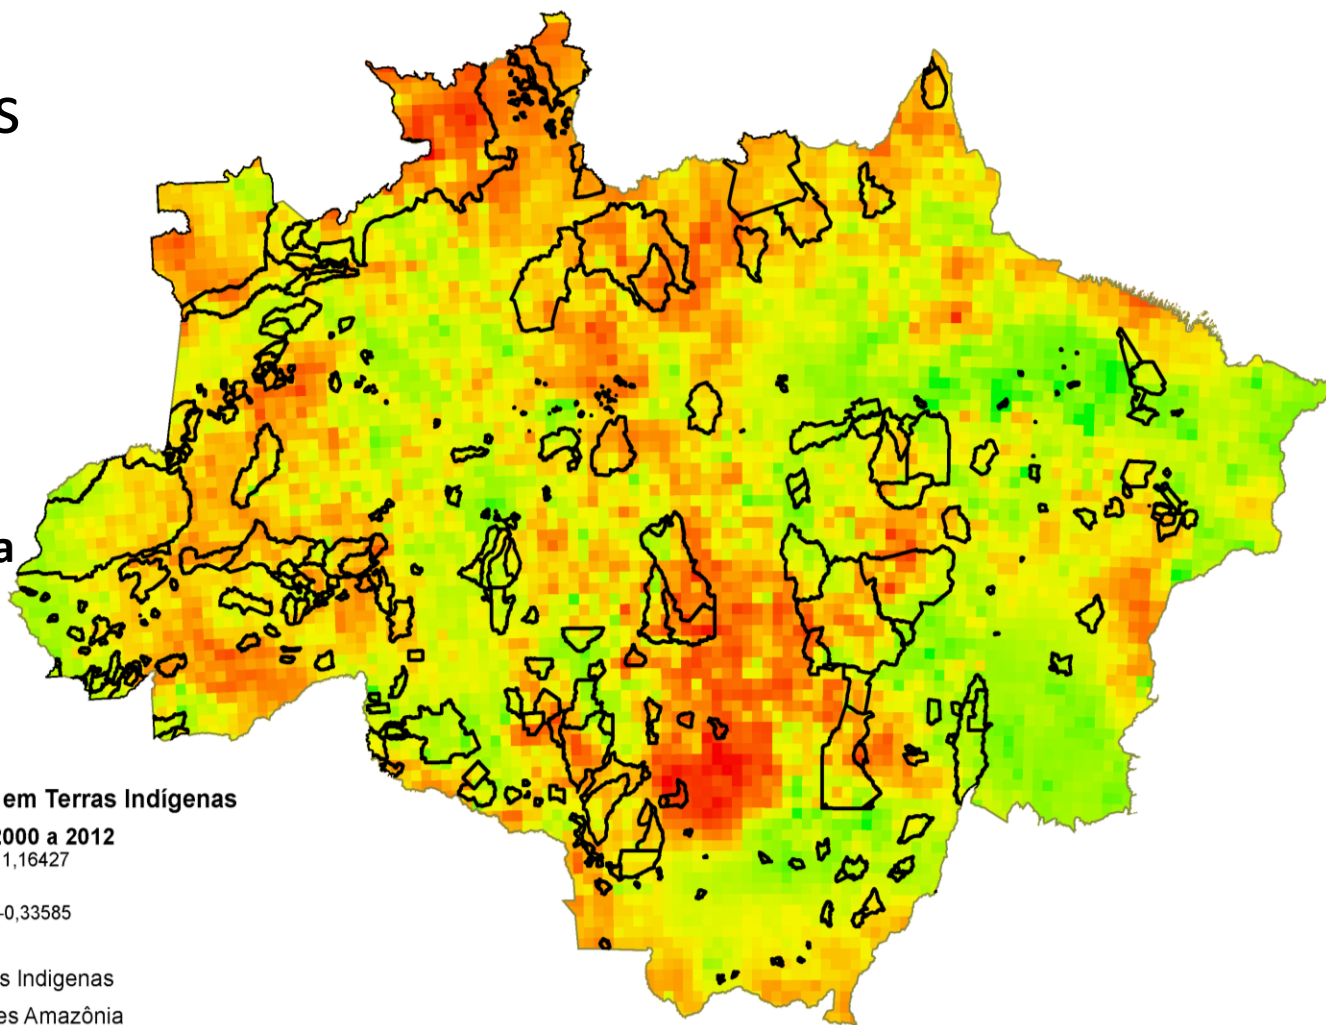 s
a
em Terras Indígenas
2000 a 2012
1,16427
-0,33585
s Indigenas
es Amazônia